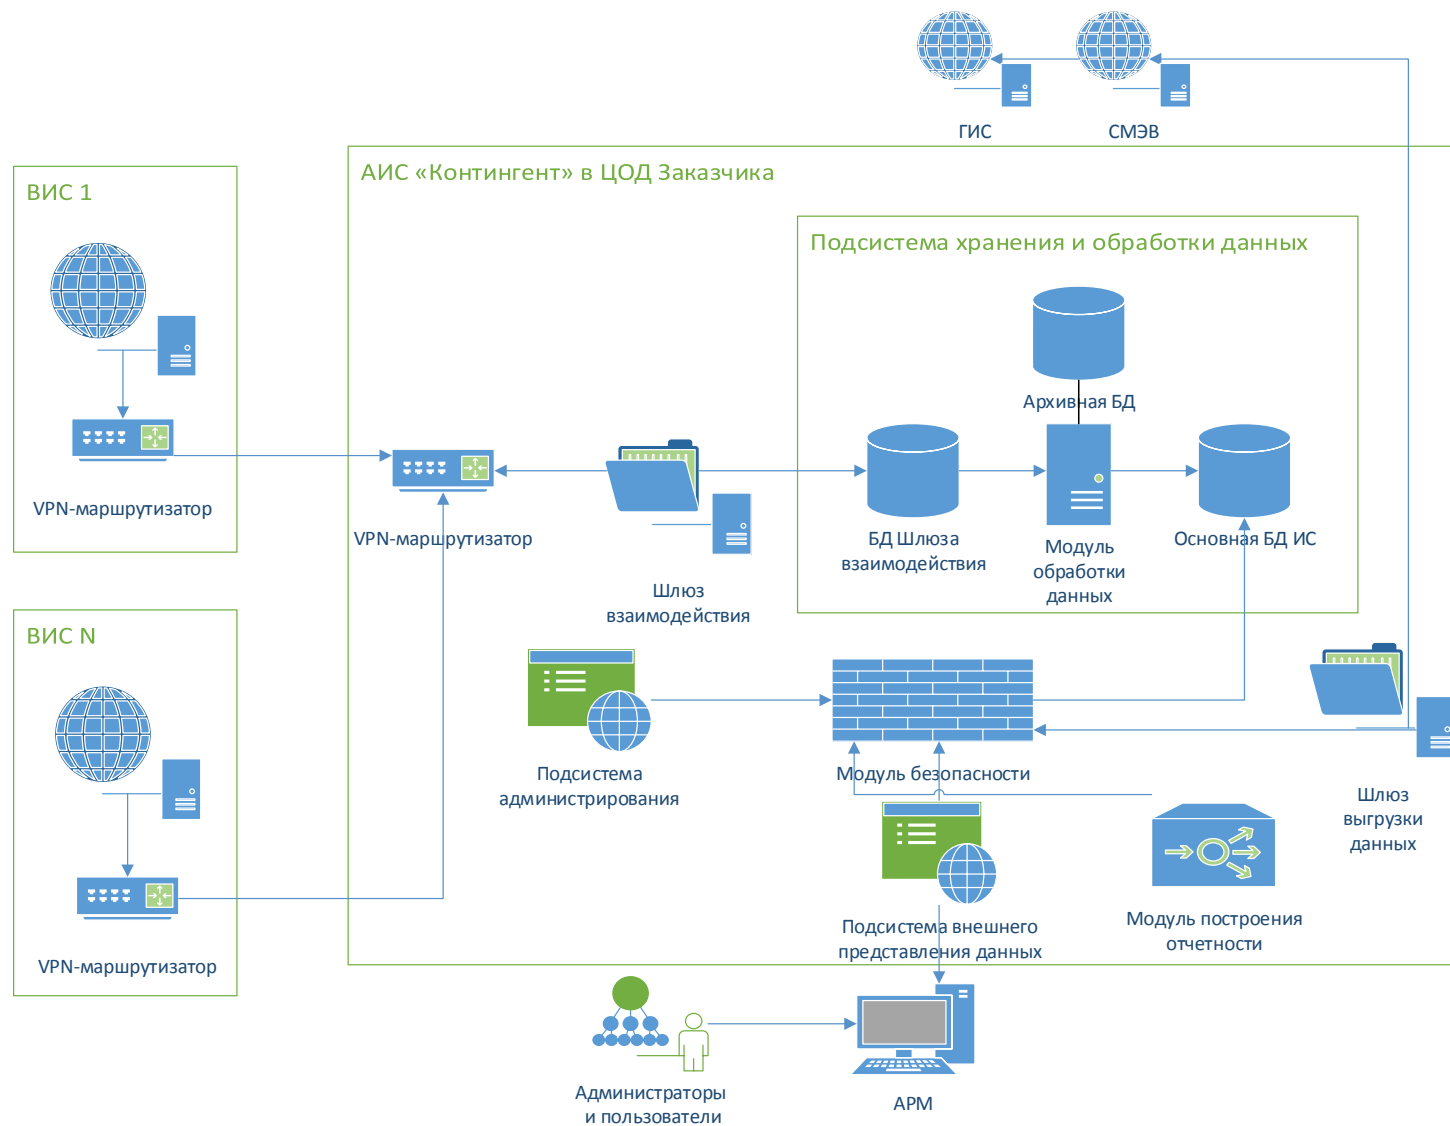 ГИС
СМЭВ
ВИС 1
АИС «Контингент» в ЦОД Заказчика
Подсистема хранения и обработки данных
Архивная БД
VPN-маршрутизатор
VPN-маршрутизатор
БД Шлюза
взаимодействия
Модуль
обработки
данных
Основная БД ИС
Шлюз
взаимодействия
ВИС N
Подсистема
администрирования
Модуль безопасности
Шлюз
выгрузки
данных
Подсистема внешнего
представления данных
Модуль построения
отчетности
VPN-маршрутизатор
Администраторы
и пользователи
АРМ